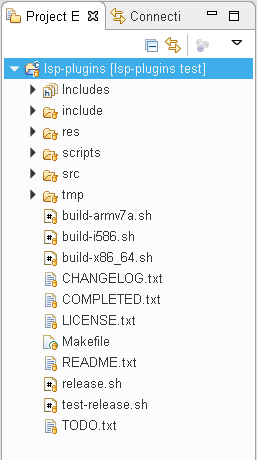 Project E
Connecti
lsp-plugins [lsp-plugins test]
Includes
include
res
scripts
src
tmp
build-armv7a.sh
build-i586.sh
build-x86_64.sh
CHANGELOG.txt
COMPLETED.txt
LICENSE.txt
Makefile
README.txt
release.sh
test-release.sh
TODO.txt